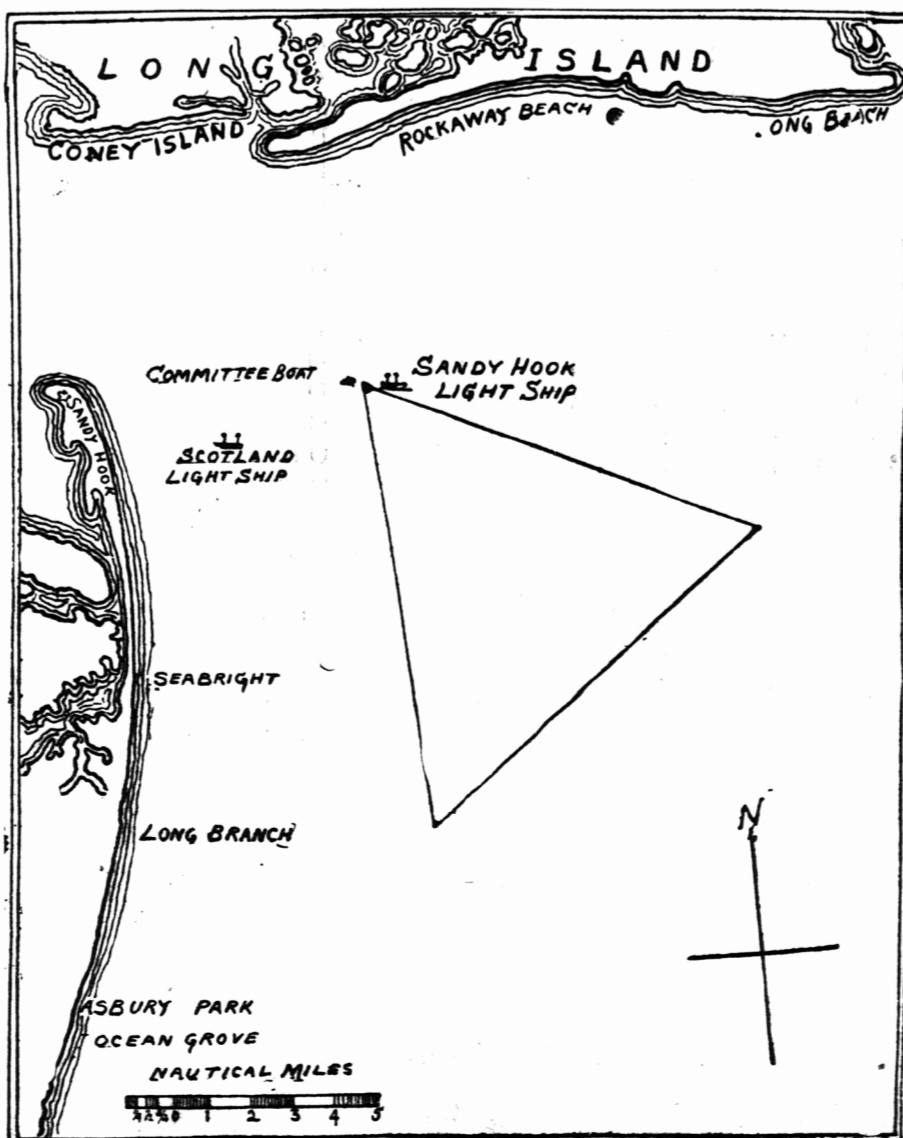 LONG ISLAND
CONEY ISLAND
ROCKAWAY BEACH
ONG BEACH
COMMITTEE BOAT
SANDY HOOK
LIGHT SHIP
SANDY HOOK
SCOTLAND
LIGHT SHIP
SEABRIGHT
LONG BRANCH
N
ASBURY PARK
OCEAN GROVE
NAUTICAL MILES
0 1 2 3 4 5